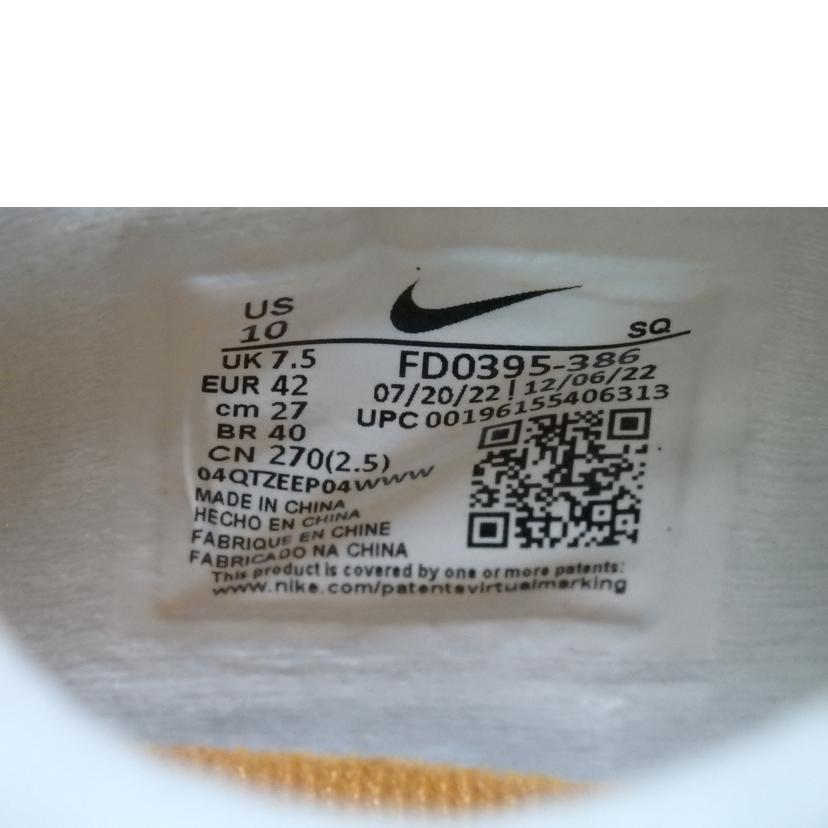 US
10
SQ
UK 7.5
EUR 42
cm 27
BR 40
CN 270(2.5)
FD0395-386
07/20/22 | 12/06/22
UPC 00196155406313
04QTZEEP04WWW
MADE IN CHINA
HECHO EN CHINA
FABRIQUE EN CHINE
FABRICADO NA CHINA
This product is covered by one or more patents:
www.nike.com/patentsvirtualmarking